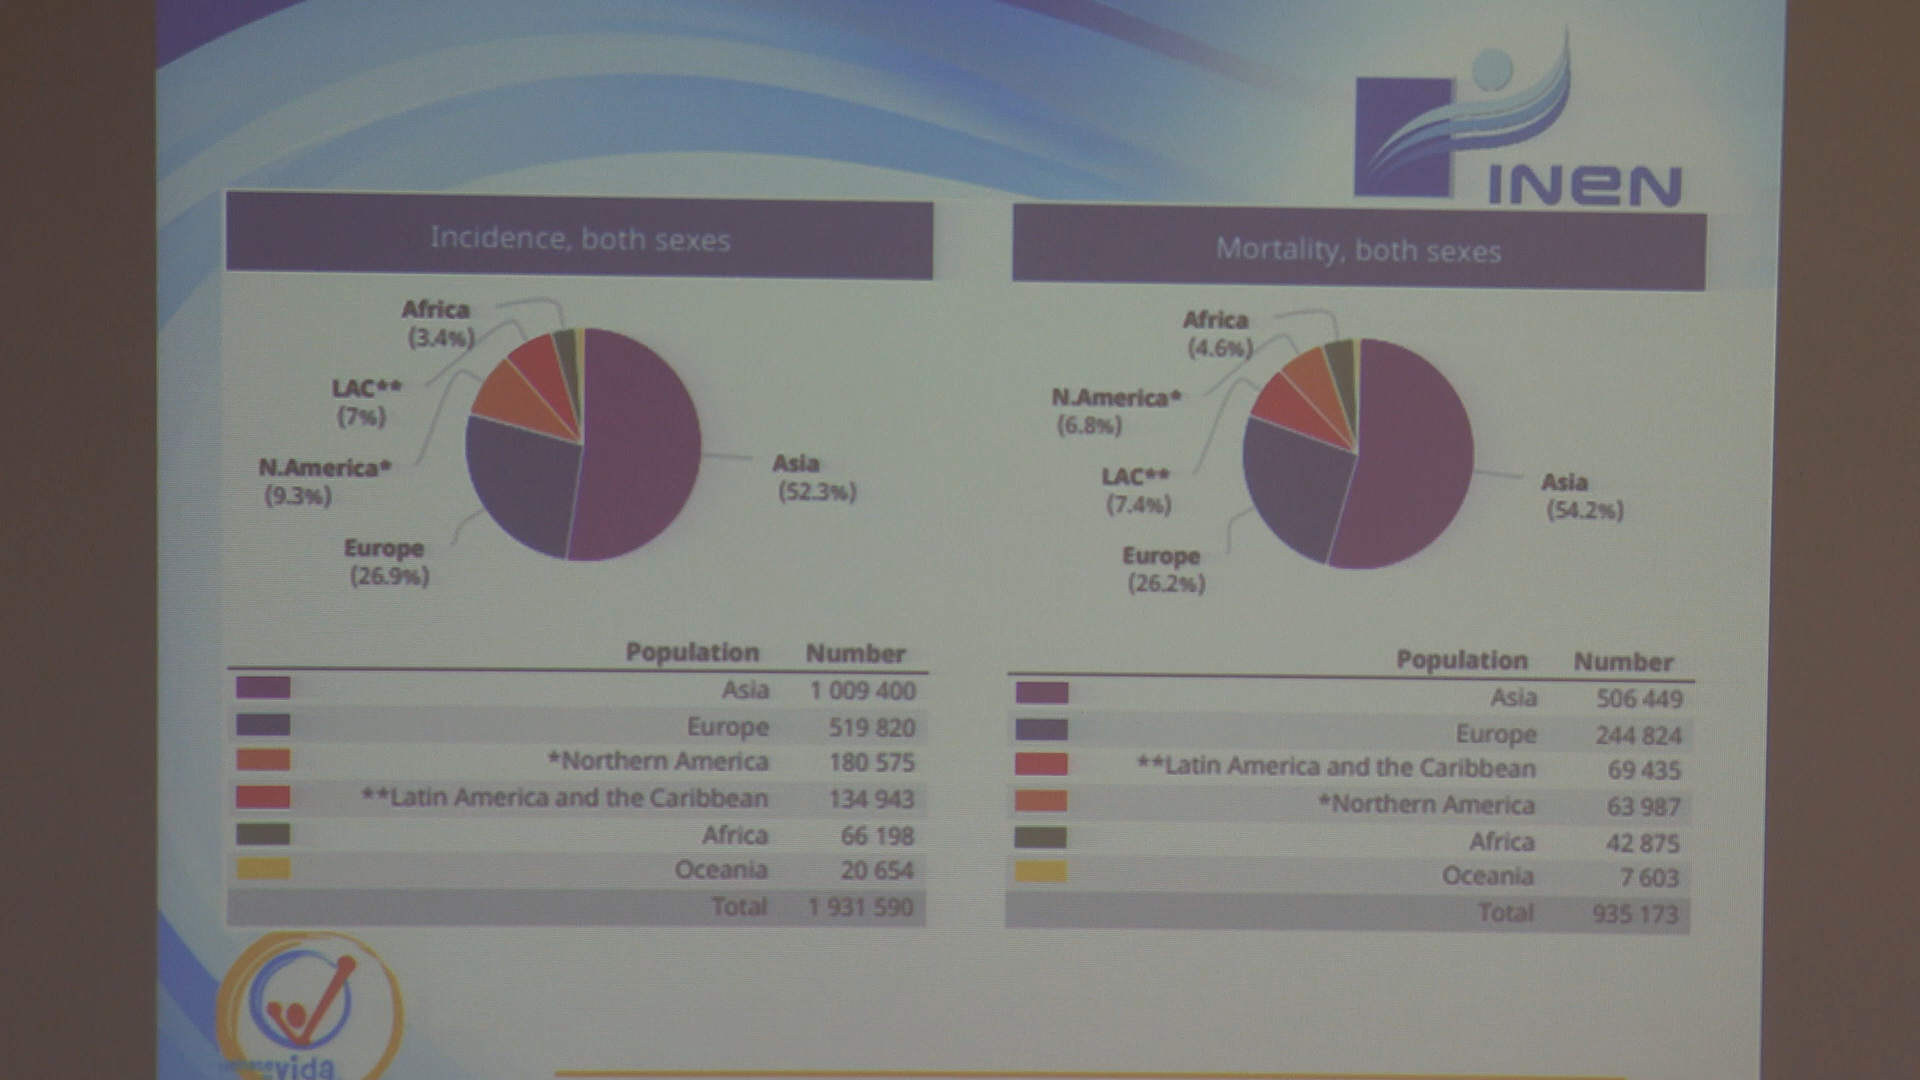 INEN
Incidence, both sexes
Africa
(3.4%)
LAC**
(7%)
N.America*
(9.3%)
Europe
(26.9%)
Asia
(52.3%)
Population Number
Asia 1 009 400
Europe 519 820
*Northern America 180 575
**Latin America and the Caribbean 134 943
Africa 66 198
Oceania 20 654
Total 1 931 590
Mortality, both sexes
Africa
(4.6%)
N.America*
(6.8%)
LAC**
(7.4%)
Europe
(26.2%)
Asia
(54.2%)
Population Number
Asia 506 449
Europe 244 824
**Latin America and the Caribbean 69 435
*Northern America 63 987
Africa 42 875
Oceania 7 603
Total 935 173
vida